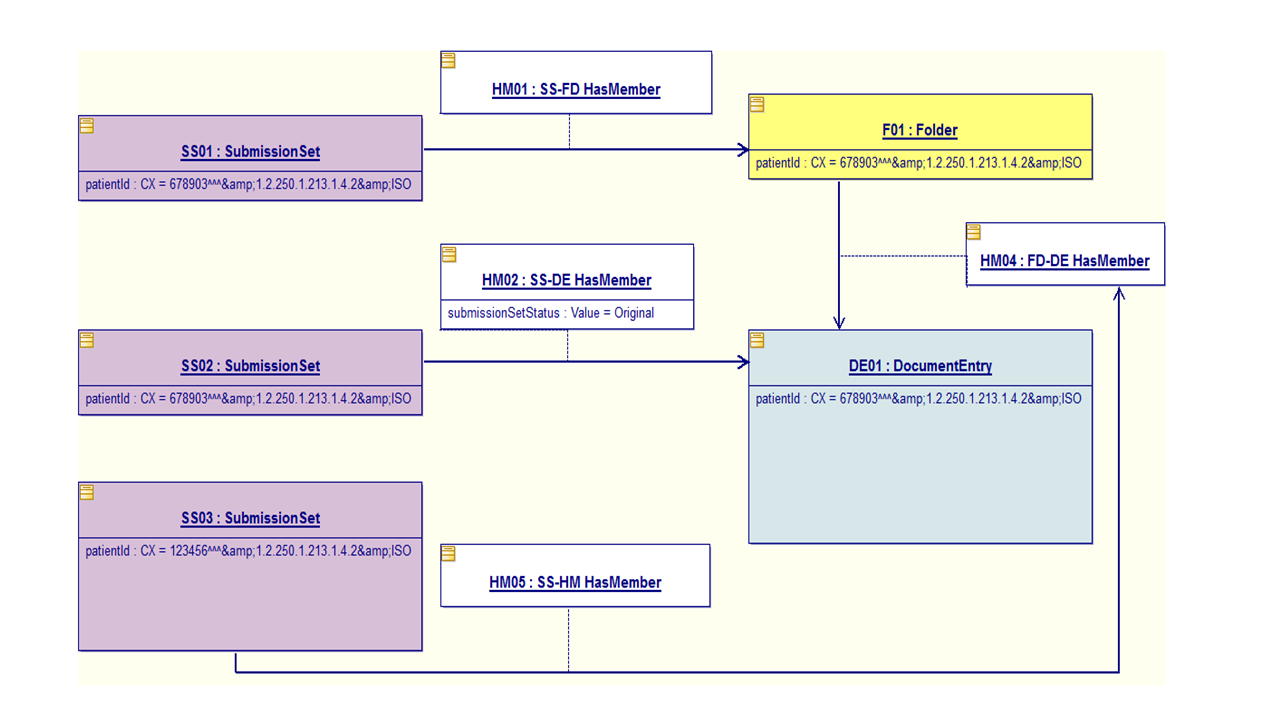 HM01 : SS-FD HasMember
F01 : Folder
patientId : CX = 678903^^^&amp;1.2.250.1.213.1.4.2&amp;ISO
SS01 : SubmissionSet
patientId : CX = 678903^^^&amp;1.2.250.1.213.1.4.2&amp;ISO
HM04 : FD-DE HasMember
HM02 : SS-DE HasMember
submissionSetStatus : Value = Original
SS02 : SubmissionSet
patientId : CX = 678903^^^&amp;1.2.250.1.213.1.4.2&amp;ISO
DE01 : DocumentEntry
patientId : CX = 678903^^^&amp;1.2.250.1.213.1.4.2&amp;ISO
SS03 : SubmissionSet
patientId : CX = 123456^^^&amp;1.2.250.1.213.1.4.2&amp;ISO
HM05 : SS-HM HasMember